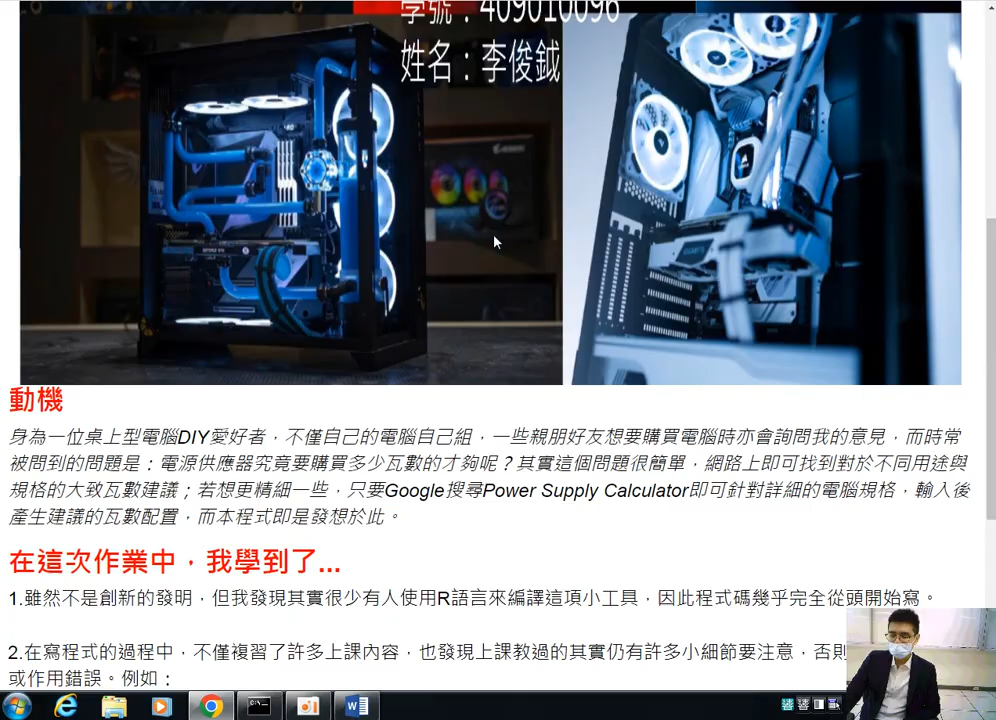 學號：409010096
姓名：李俊鉞
動機
身為一位桌上型電腦DIY愛好者，不僅自己的電腦自己組，一些親朋好友想要購買電腦時亦會詢問我的意見，而時常
被問到的問題是：電源供應器究竟要購買多少瓦數的才夠呢？其實這個問題很簡單，網路上即可找到對於不同用途與
規格的大致瓦數建議；若想更精細一些，只要Google搜尋Power Supply Calculator即可針對詳細的電腦規格，輸入後
產生建議的瓦數配置，而本程式即是發想於此。
在這次作業中，我學到了...
1.雖然不是創新的發明，但我發現其實很少有人使用R語言來編譯這項小工具，因此程式碼幾乎完全從頭開始寫。
2.在寫程式的過程中，不僅複習了許多上課內容，也發現上課教過的其實仍有許多小細節要注意，否則
或作用錯誤。例如：